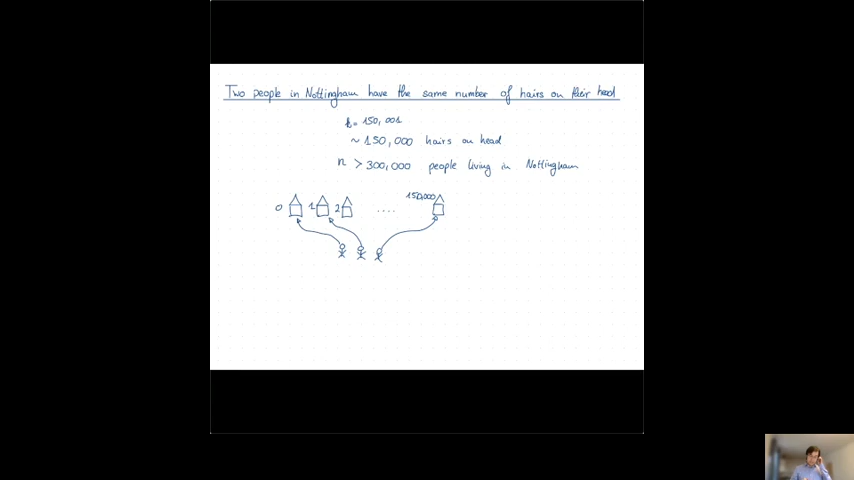 Two people in Nottingham have the same number of hairs on their head
k = 150,001
~ 150,000 hairs on head
n > 300,000 people living in Nottingham
0 1 2 .... 150,000